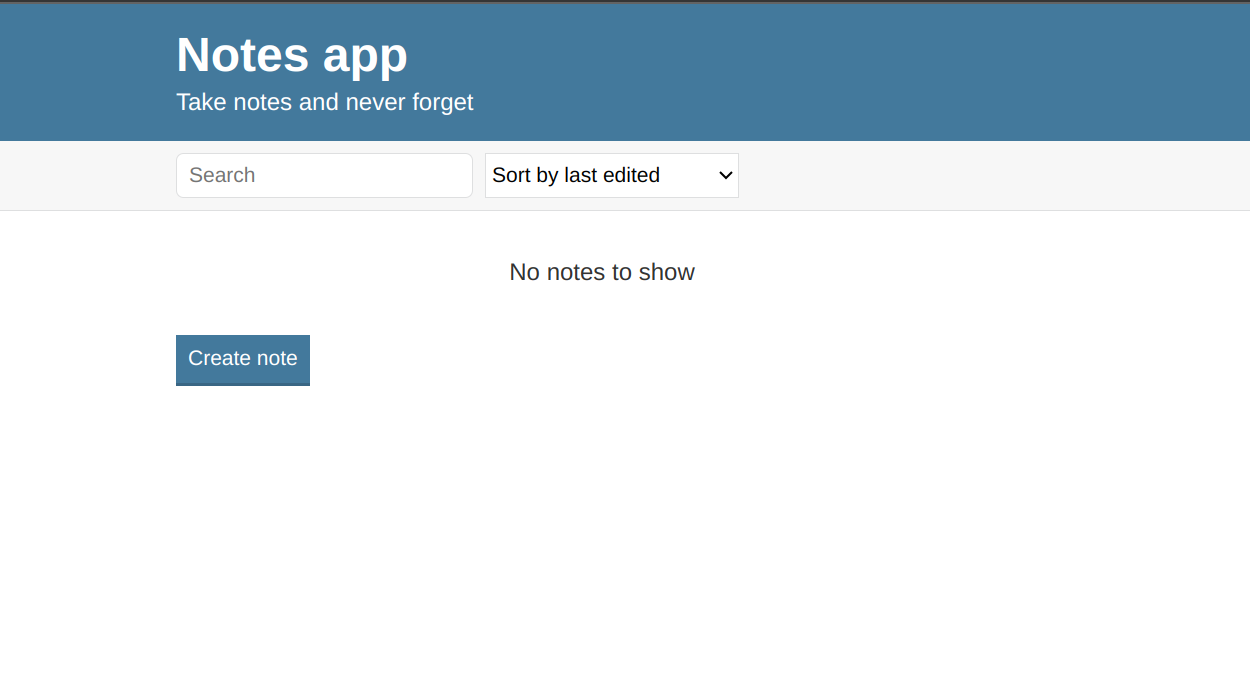 Notes app
Take notes and never forget
Search
Sort by last edited
No notes to show
Create note